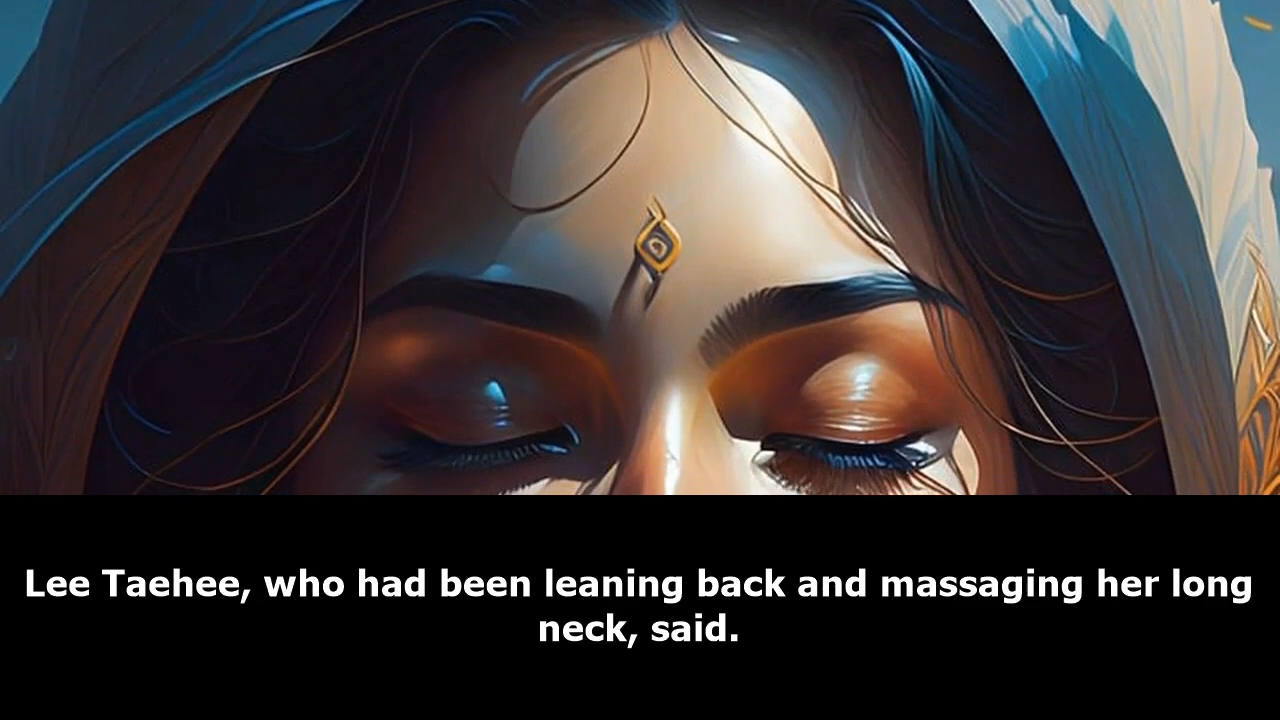 Lee Taehee, who had been leaning back and massaging her long
neck, said.